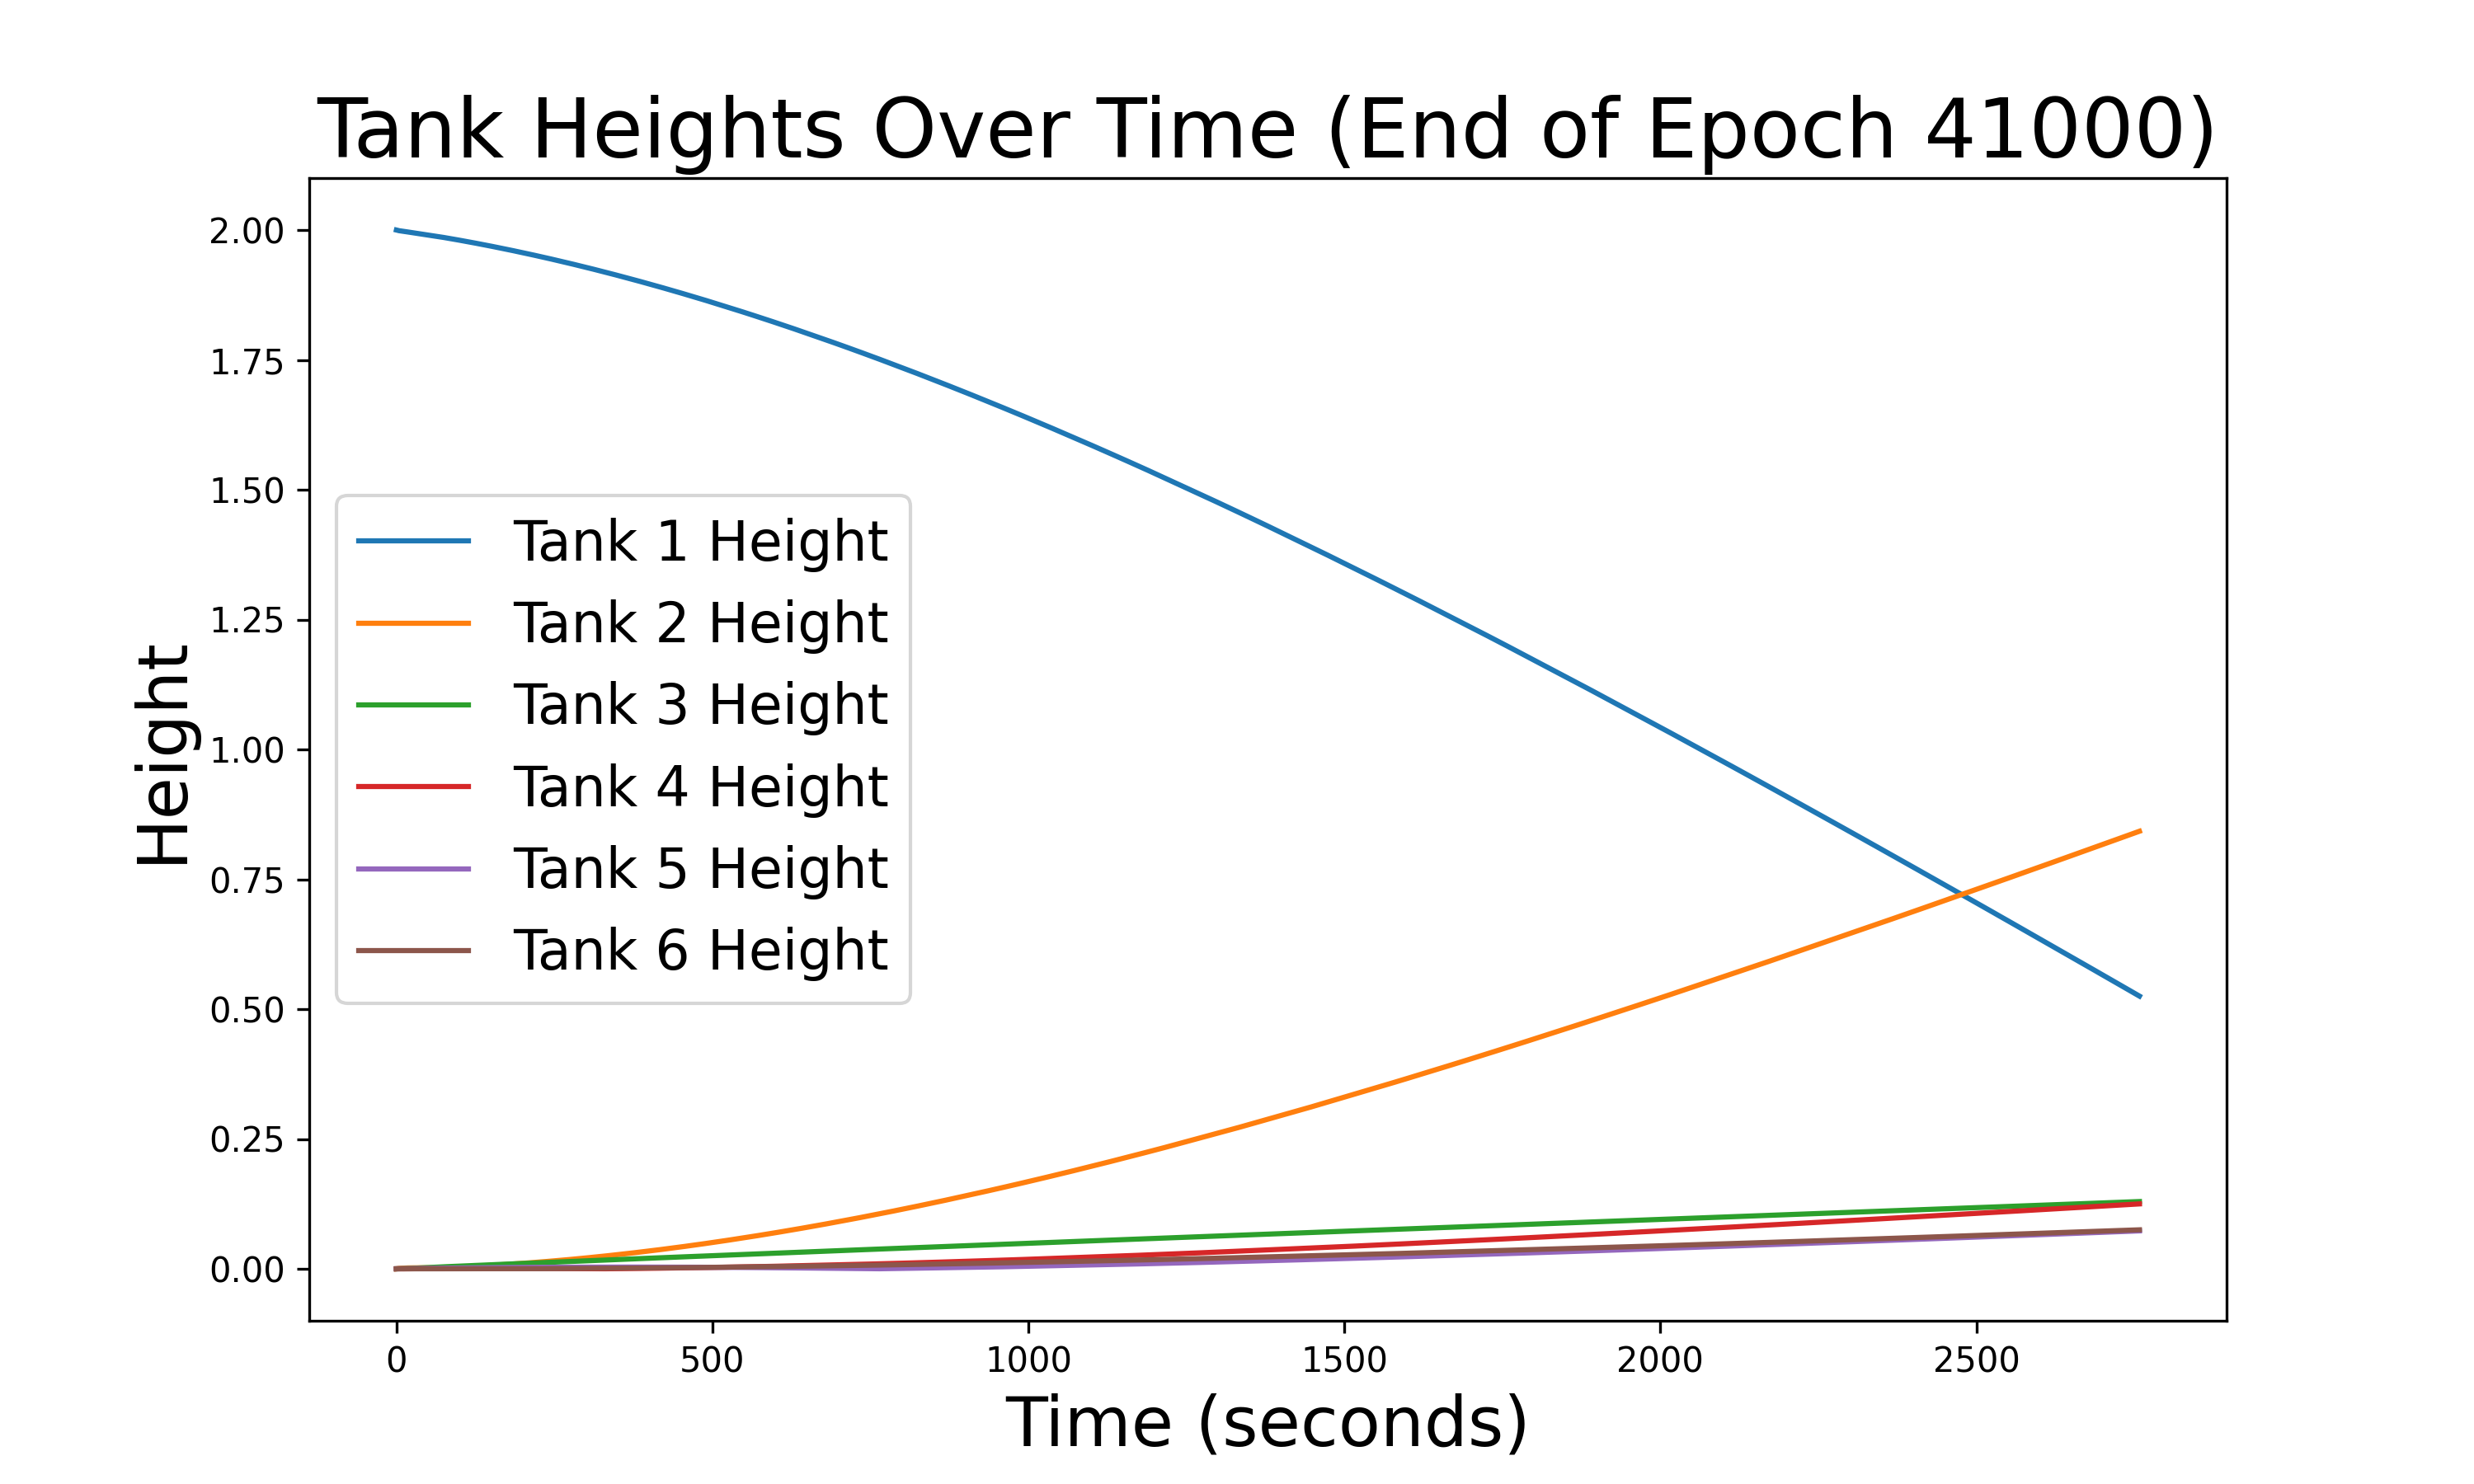 Tank Heights Over Time (End of Epoch 41000)
2.00
1.75
1.50
1.25
1.00
0.75
0.50
0.25
0.00
Height
Tank 1 Height
Tank 2 Height
Tank 3 Height
Tank 4 Height
Tank 5 Height
Tank 6 Height
0 500 1000 1500 2000 2500
Time (seconds)